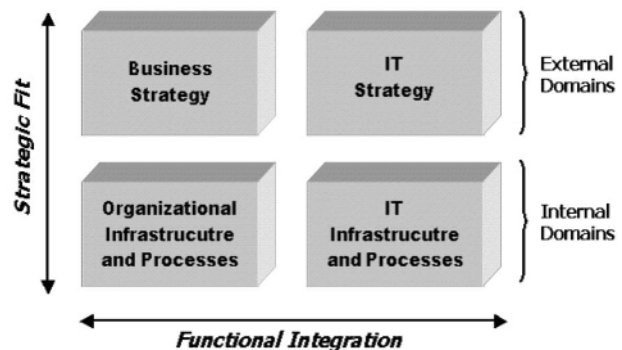 Strategic Fit
Business
Strategy
IT
Strategy
External
Domains
Organizational
Infrastrucutre
and Processes
IT
Infrastrucutre
and Processes
Internal
Domains
Functional Integration